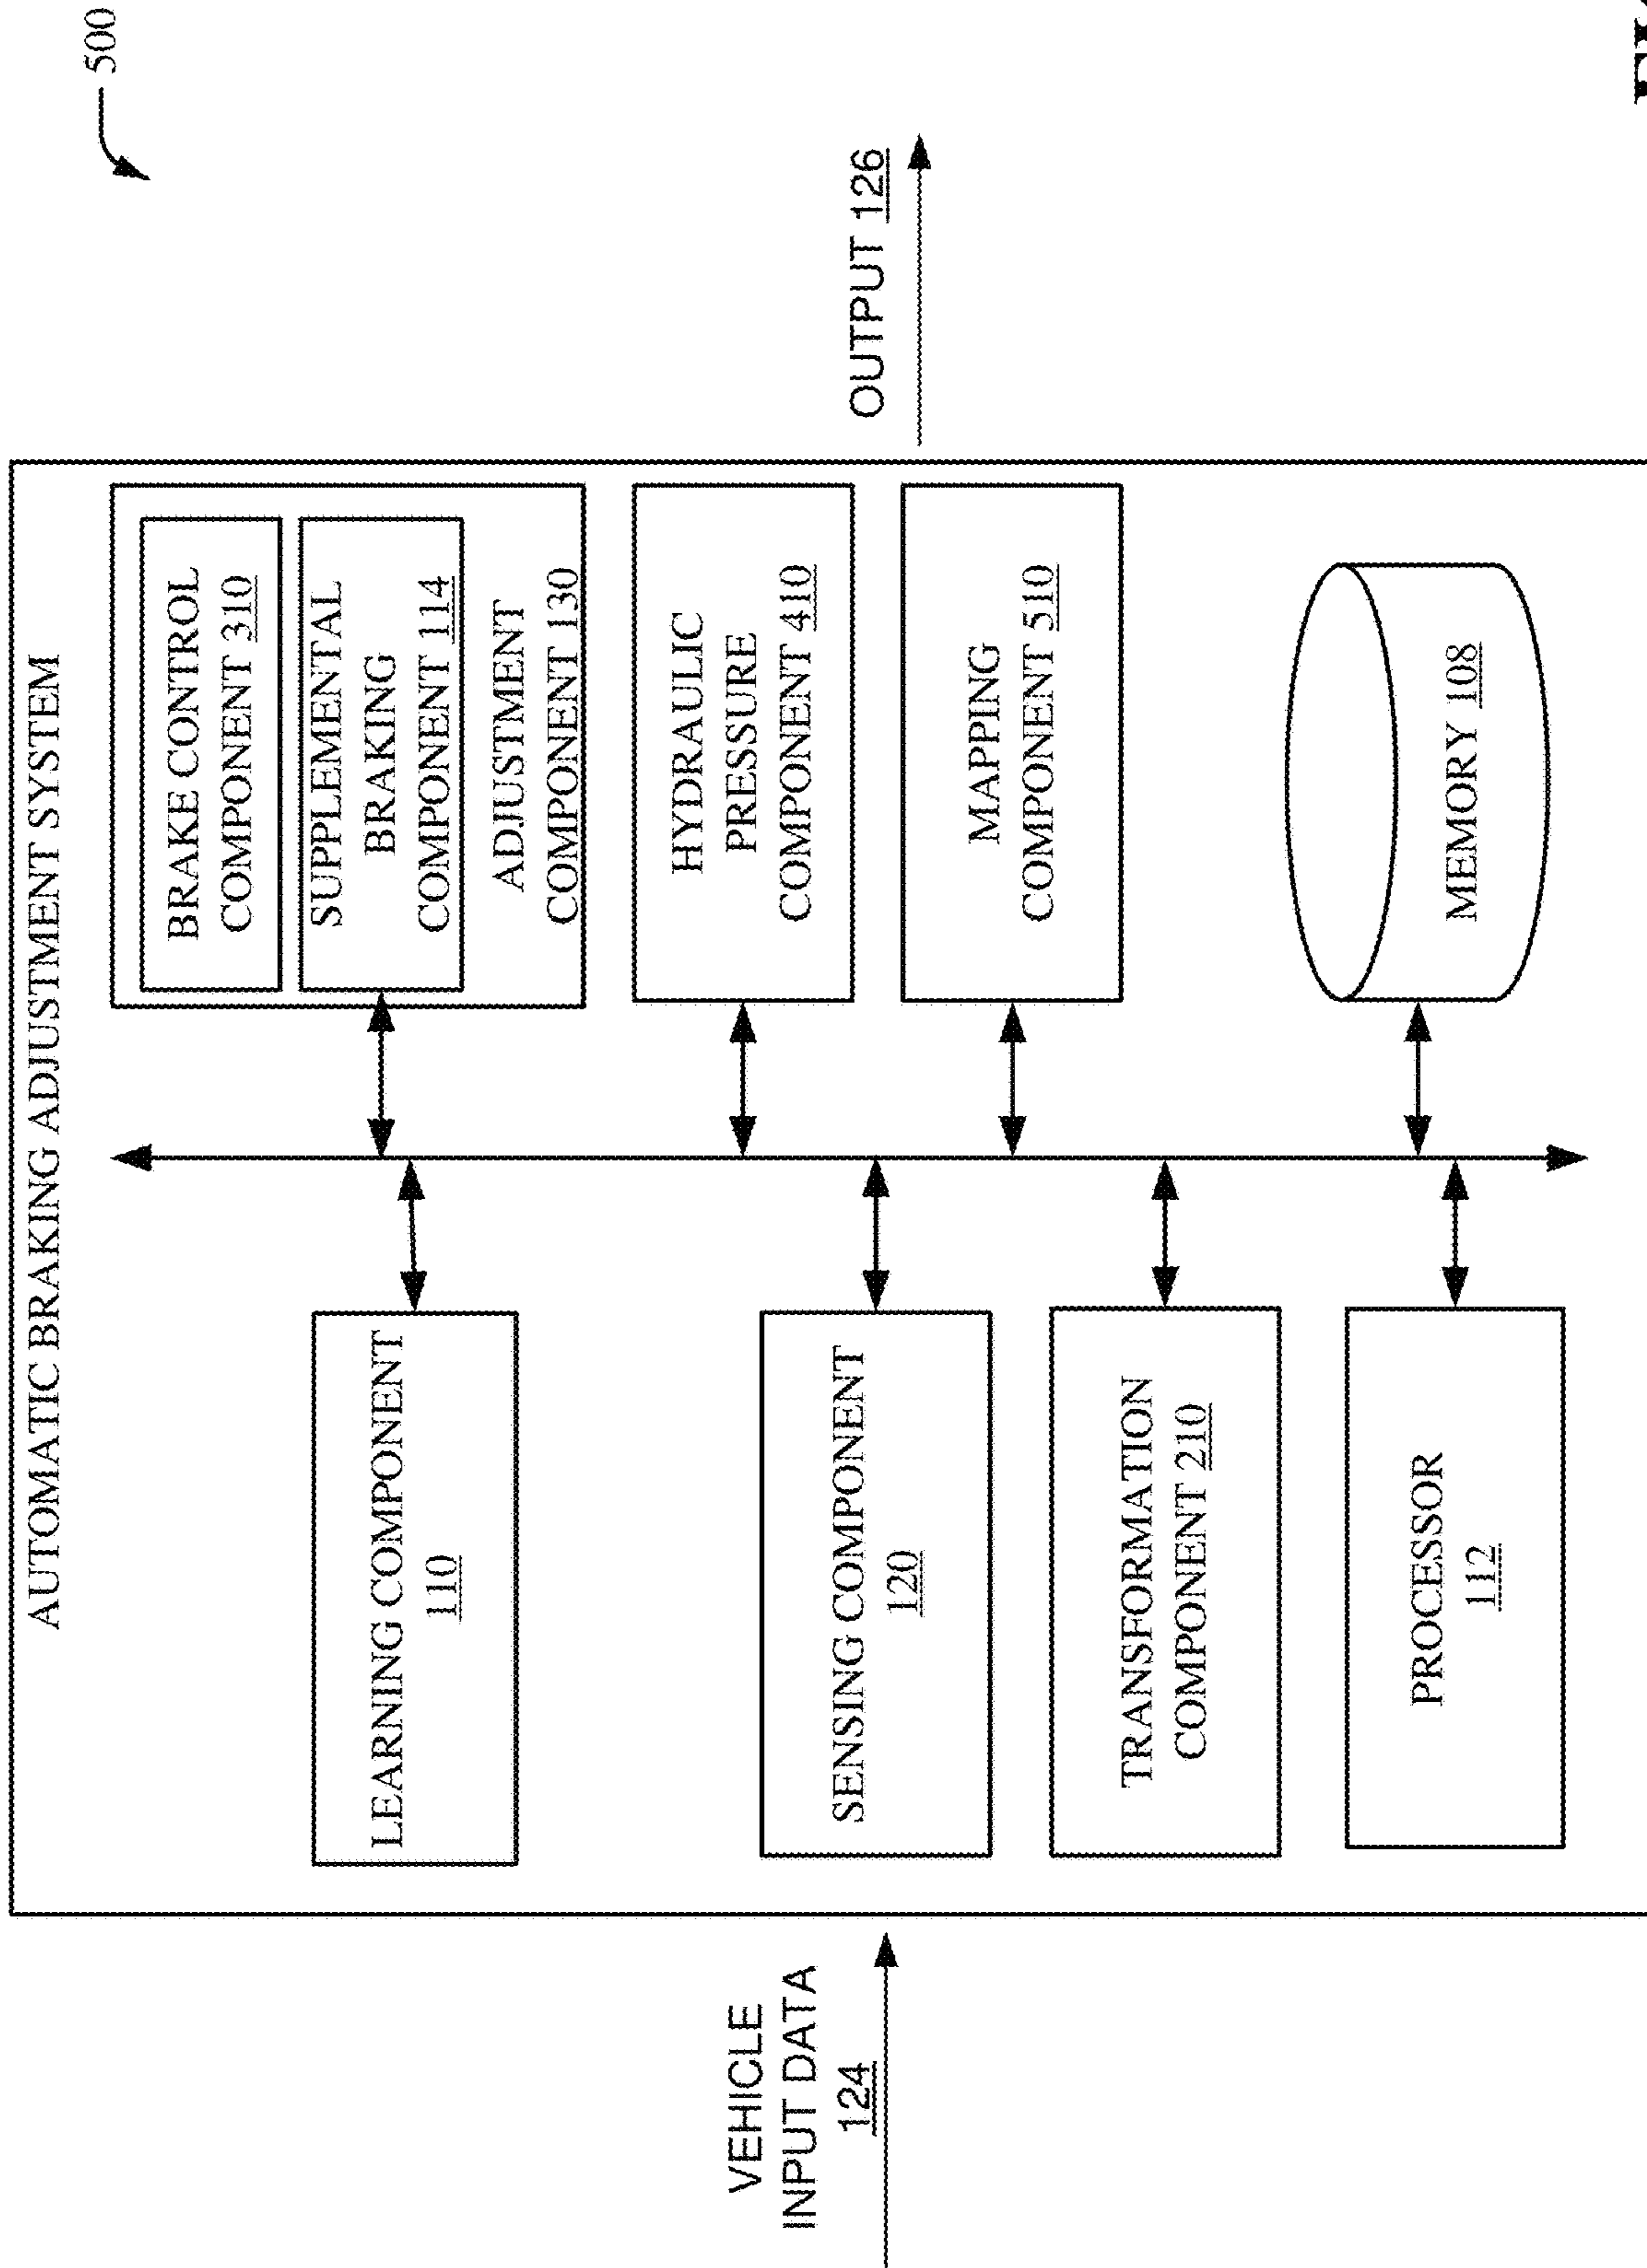 500
AUTOMATIC BRAKING ADJUSTMENT SYSTEM
VEHICLE
INPUT DATA
124
LEARNING COMPONENT
110
SENSING COMPONENT
120
TRANSFORMATION
COMPONENT 210
PROCESSOR
112
BRAKE CONTROL
COMPONENT 310
SUPPLEMENTAL
BRAKING
COMPONENT 114
ADJUSTMENT
COMPONENT 130
HYDRAULIC
PRESSURE
COMPONENT 410
MAPPING
COMPONENT 510
MEMORY 108
OUTPUT 126